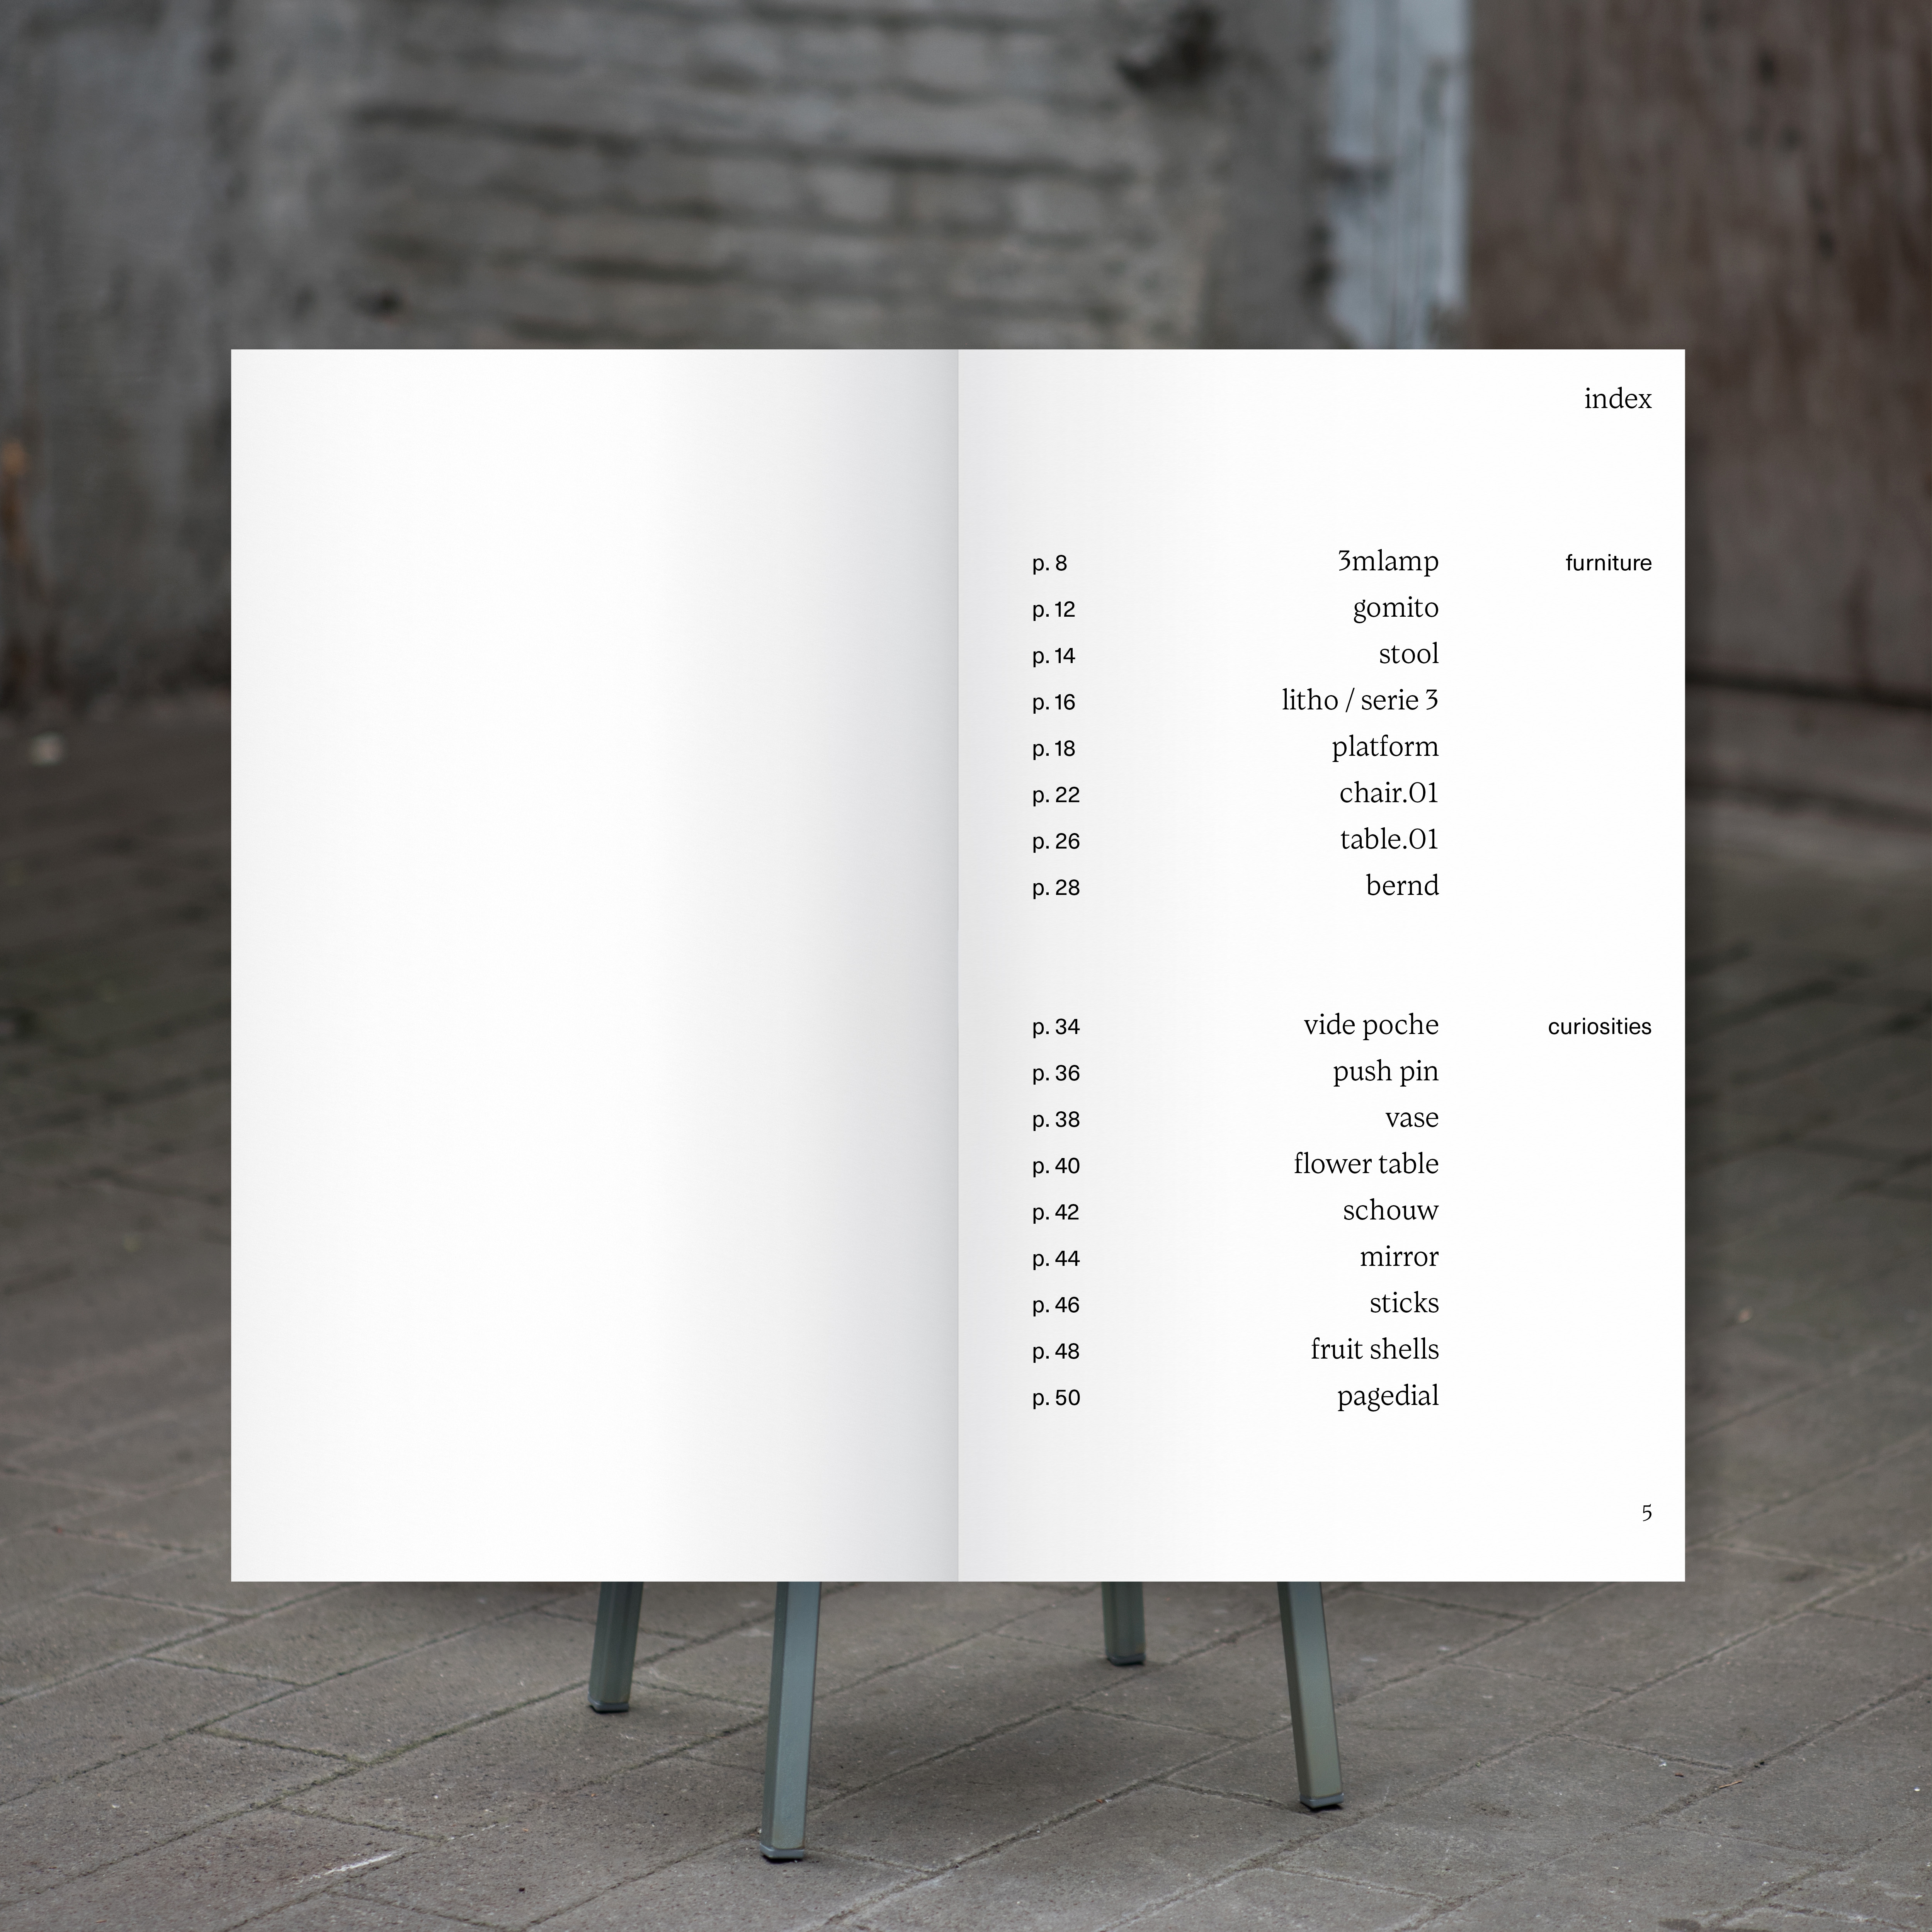 index
p. 8 3mlamp furniture
p. 12 gomito
p. 14 stool
p. 16 litho / serie 3
p. 18 platform
p. 22 chair.01
p. 26 table.01
p. 28 bernd
p. 34 vide poche curiosities
p. 36 push pin
p. 38 vase
p. 40 flower table
p. 42 schouw
p. 44 mirror
p. 46 sticks
p. 48 fruit shells
p. 50 pagedial
5